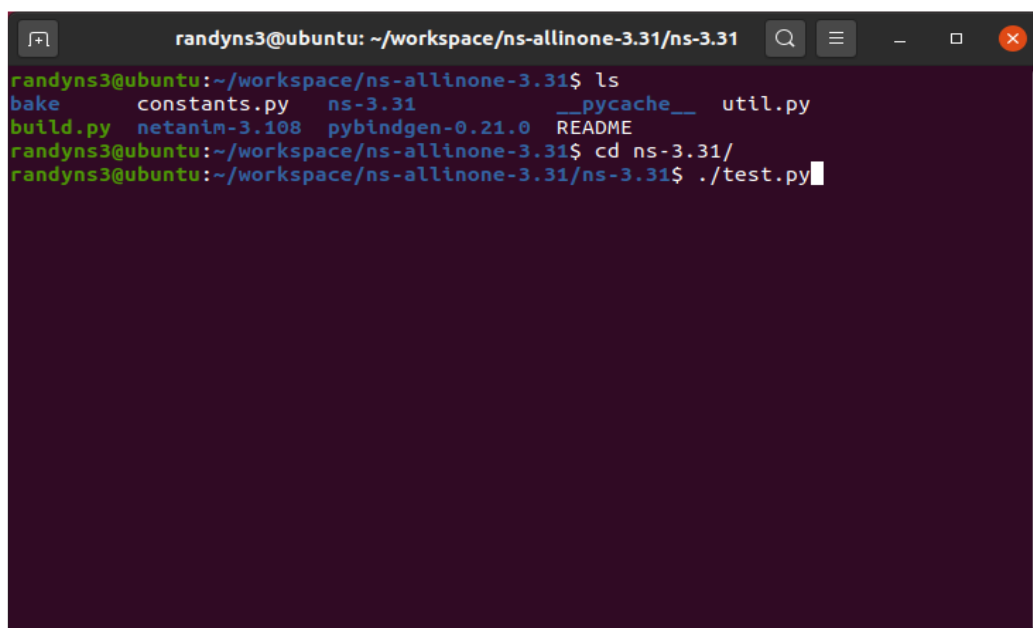 randyns3@ubuntu: ~/workspace/ns-allinone-3.31/ns-3.31
randyns3@ubuntu:~/workspace/ns-allinone-3.31$ ls
bake constants.py ns-3.31 __pycache__ util.py
build.py netanim-3.108 pybindgen-0.21.0 README
randyns3@ubuntu:~/workspace/ns-allinone-3.31$ cd ns-3.31/
randyns3@ubuntu:~/workspace/ns-allinone-3.31/ns-3.31$ ./test.py